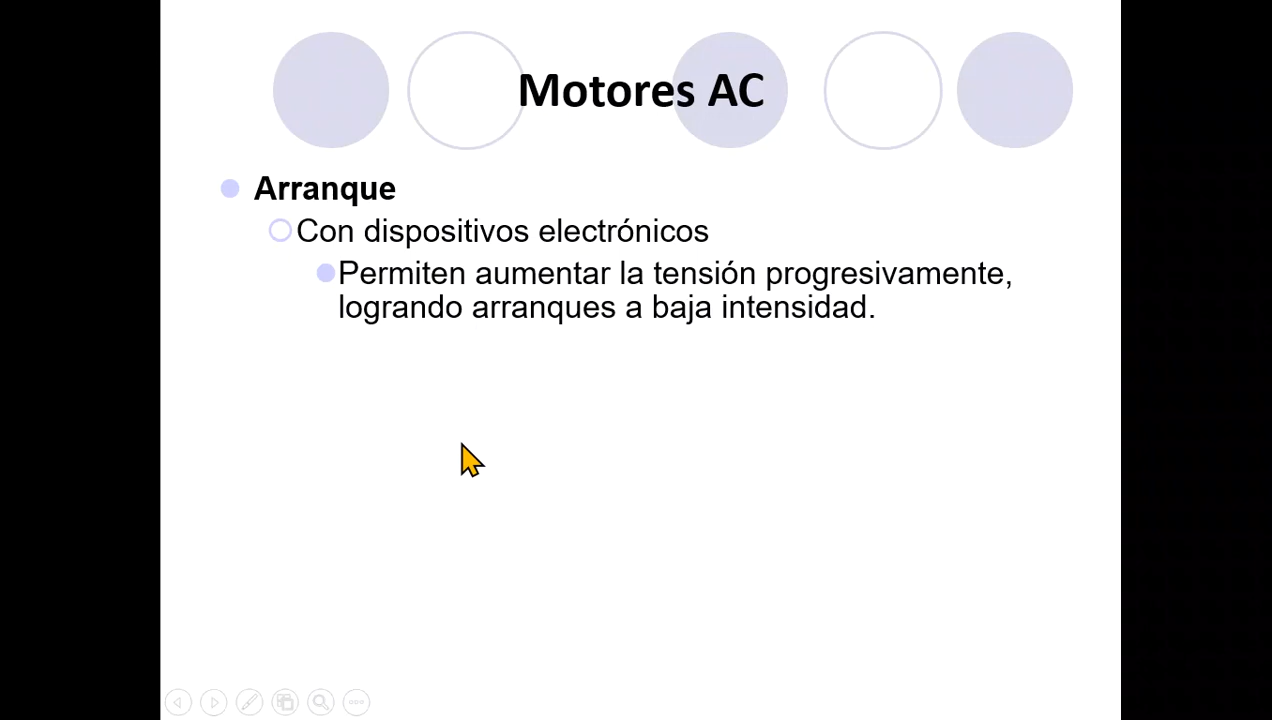 Motores AC
Arranque
Con dispositivos electrónicos
Permiten aumentar la tensión progresivamente,
logrando arranques a baja intensidad.